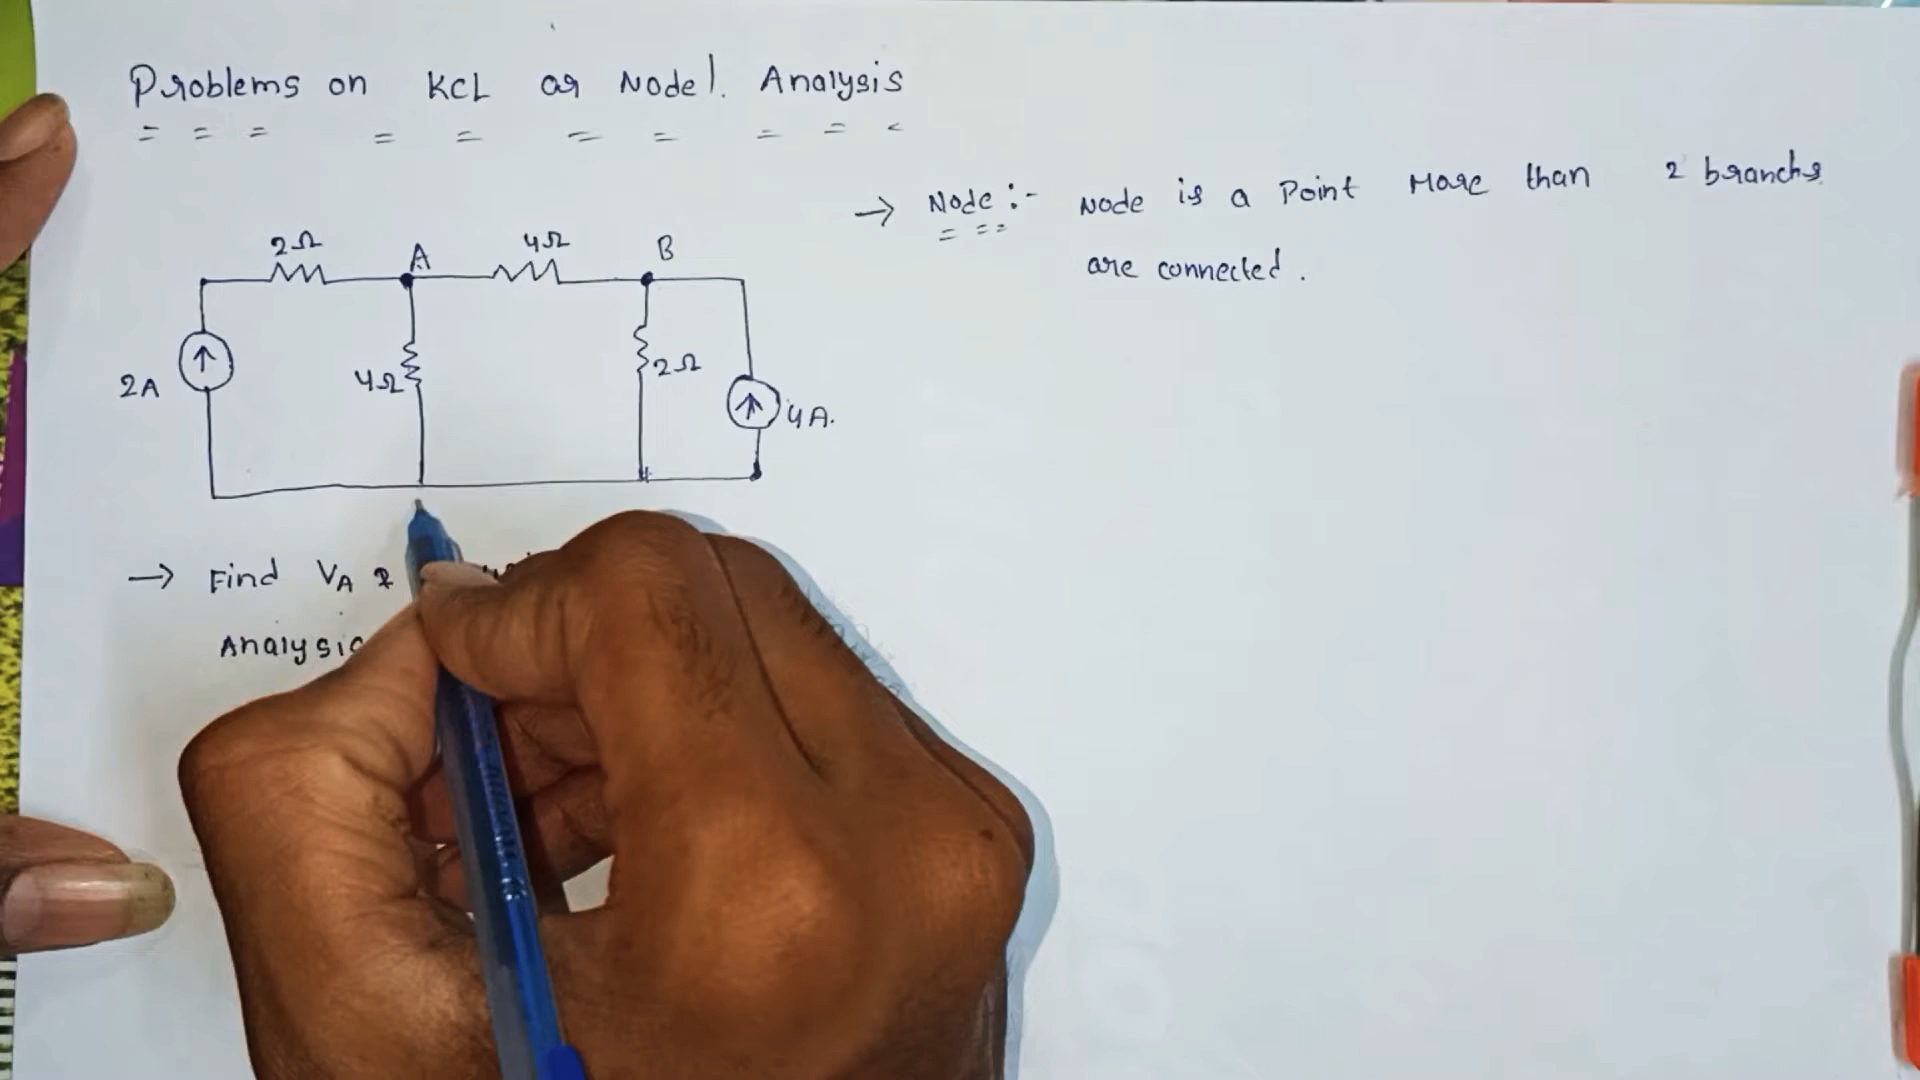 Problems on KCL or Nodel. Analysis
→ Node :- Node is a Point More than 2 branchs
are connected.
2Ω A 4Ω B
2A 4Ω 2Ω 4A.
→ Find VA &
Analysis